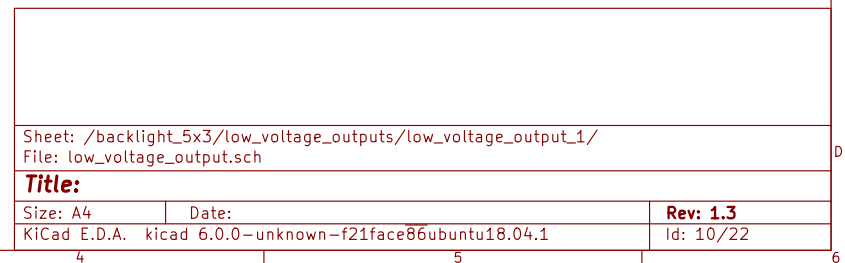 Sheet: /backlight_5x3/low_voltage_outputs/low_voltage_output_1/
File: low_voltage_output.sch
D
Title:
Size: A4 Date: Rev: 1.3
KiCad E.D.A. kicad 6.0.0-unknown-f21face86ubuntu18.04.1 Id: 10/22
4 5 6